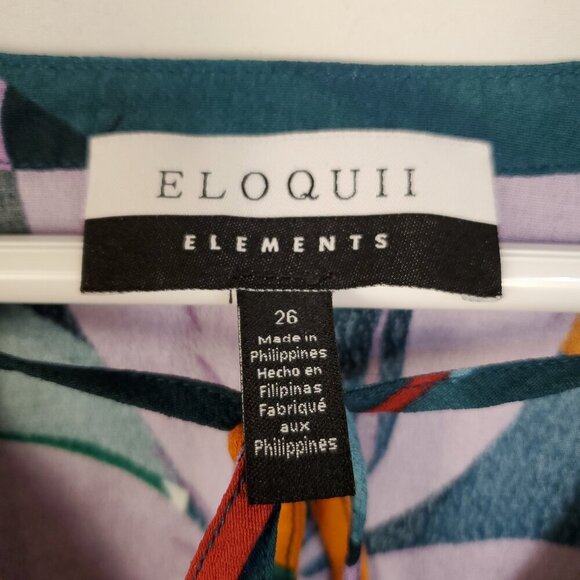 ELOQUII
ELEMENTS
26
Made in
Philippines
Hecho en
Filipinas
Fabriqué
aux
Philippines